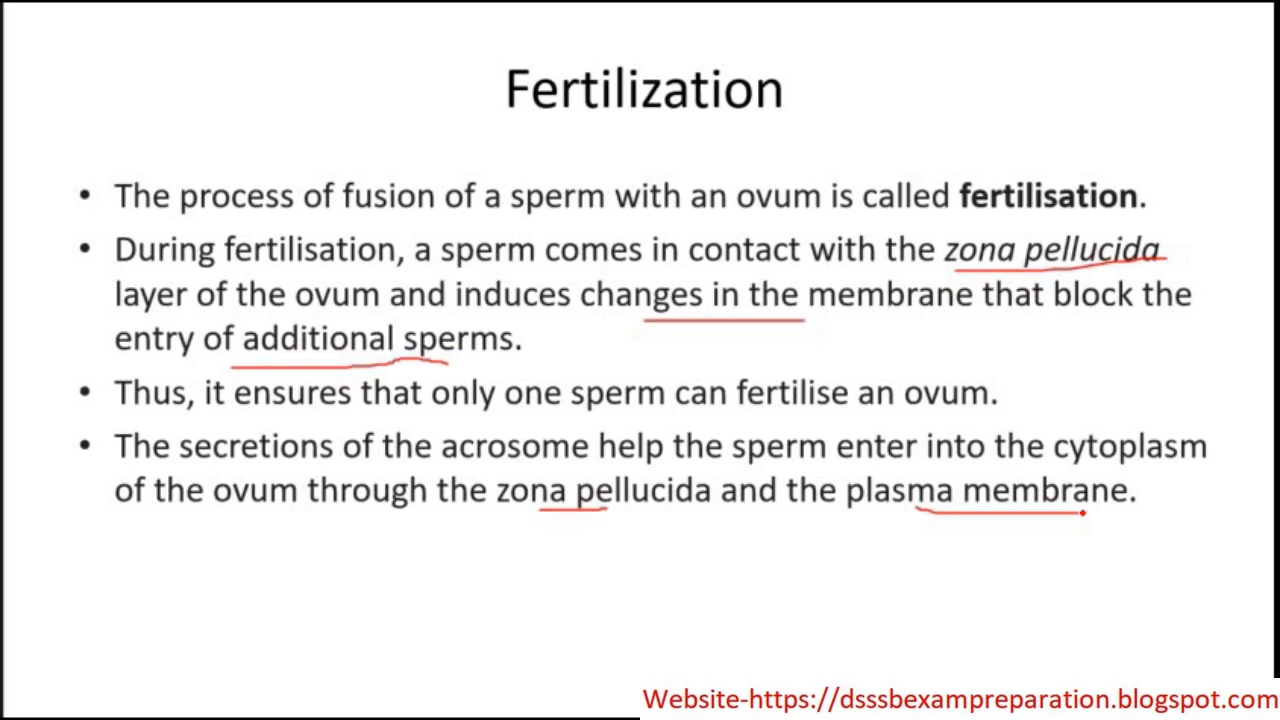 Fertilization
• The process of fusion of a sperm with an ovum is called fertilisation.
• During fertilisation, a sperm comes in contact with the zona pellucida
layer of the ovum and induces changes in the membrane that block the
entry of additional sperms.
• Thus, it ensures that only one sperm can fertilise an ovum.
• The secretions of the acrosome help the sperm enter into the cytoplasm
of the ovum through the zona pellucida and the plasma membrane.
Website-https://dsssbexampreparation.blogspot.com